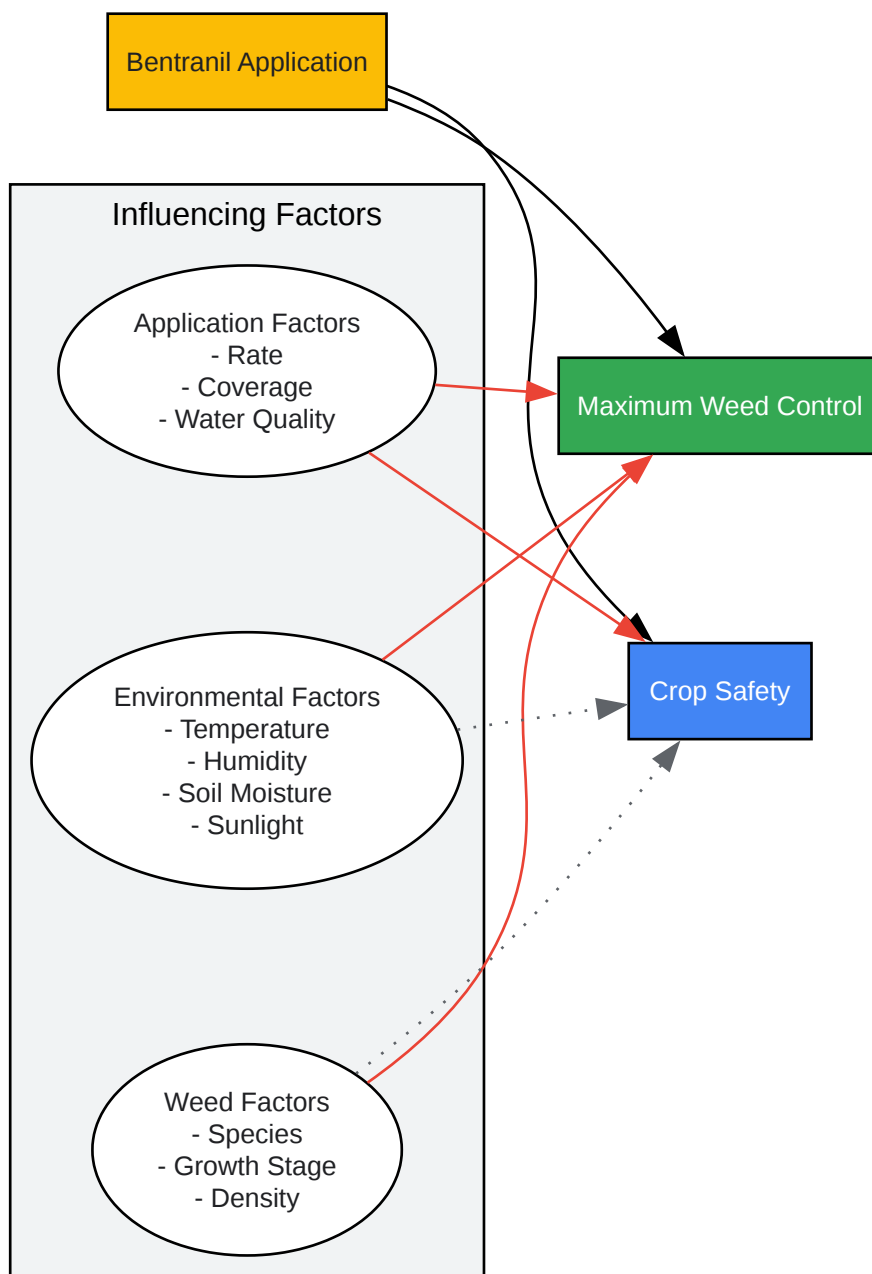 Bentranil Application
Influencing Factors
Application Factors
- Rate
- Coverage
- Water Quality
Maximum Weed Control
Environmental Factors
- Temperature
- Humidity
- Soil Moisture
- Sunlight
Crop Safety
Weed Factors
- Species
- Growth Stage
- Density